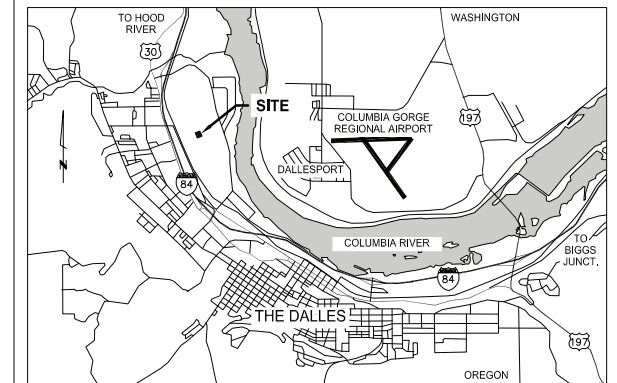 TO HOOD
RIVER
WASHINGTON
30
SITE
COLUMBIA GORGE
REGIONAL AIRPORT
197
DALLESPORT
N
84
COLUMBIA RIVER
TO
BIGGS
JUNCT.
84
THE DALLES
197
OREGON